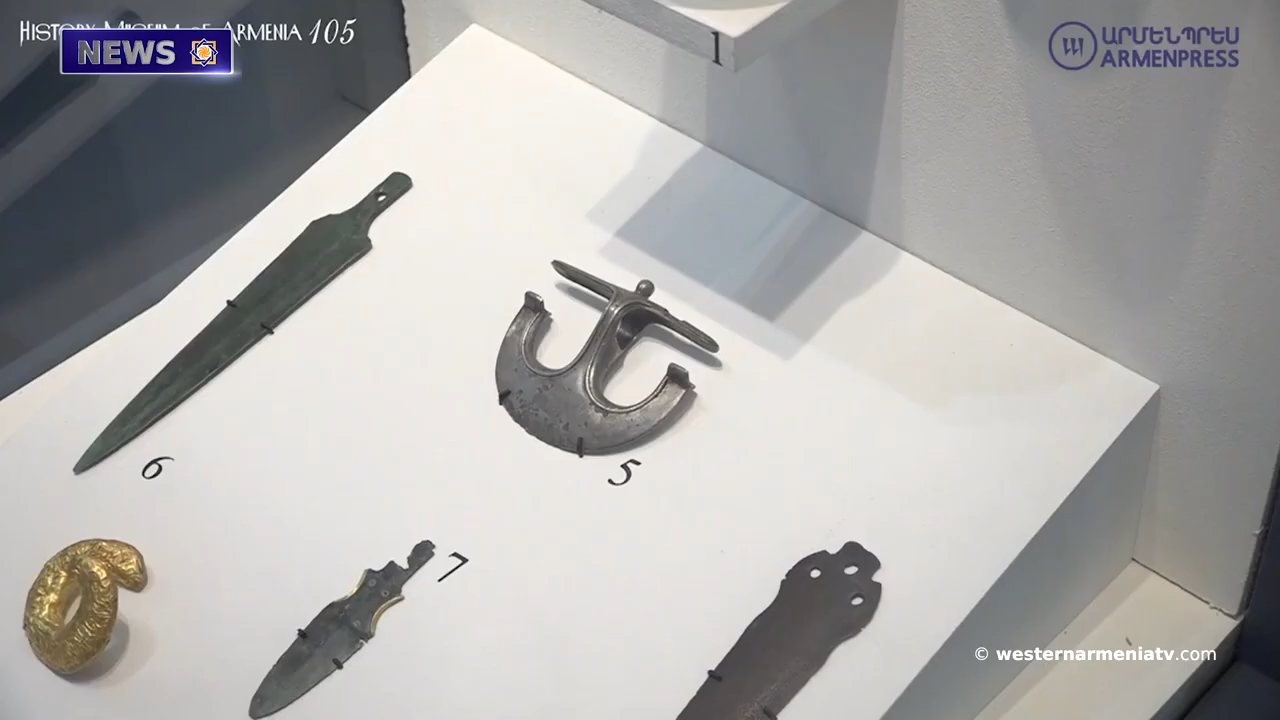 HISTORY MUSEUM OF ARMENIA 105
NEWS
ԱՐՄԵՆՊՐԵՍ
ARMENPRESS
1
6
5
7
© westernarmeniatv.com